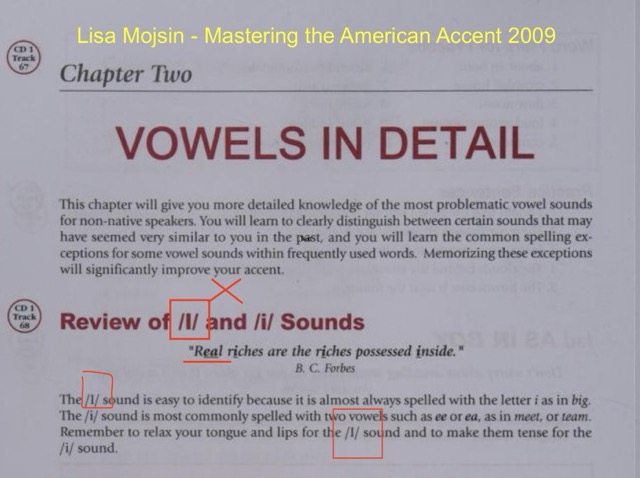 Lisa Mojsin - Mastering the American Accent 2009
CD 1
Track
67
Chapter Two
VOWELS IN DETAIL
This chapter will give you more detailed knowledge of the most problematic vowel sounds
for non-native speakers. You will learn to clearly distinguish between certain sounds that may
have seemed very similar to you in the past, and you will learn the common spelling ex-
ceptions for some vowel sounds within frequently used words. Memorizing these exceptions
will significantly improve your accent.
CD 1
Track
68
Review of /I/ and /i/ Sounds
"Real riches are the riches possessed inside."
B. C. Forbes
The /I/ sound is easy to identify because it is almost always spelled with the letter i as in big.
The /i/ sound is most commonly spelled with two vowels such as ee or ea, as in meet, or team.
Remember to relax your tongue and lips for the /I/ sound and to make them tense for the
/i/ sound.